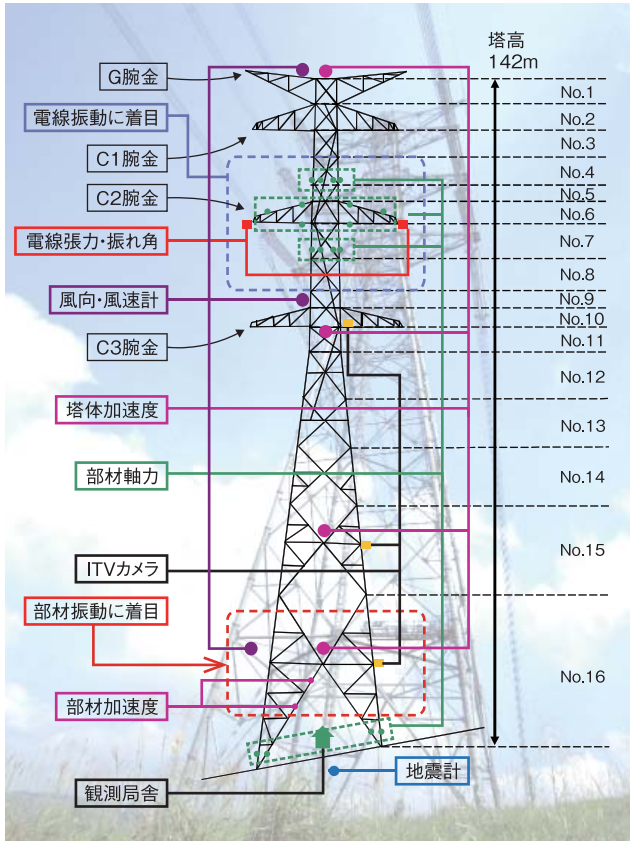 塔高
142m
G腕金
No.1
電線振動に着目
No.2
No.3
C1腕金
No.4
C2腕金
No.5
No.6
電線張力・振れ角
No.7
No.8
風向・風速計
No.9
No.10
C3腕金
No.11
No.12
塔体加速度
No.13
部材軸力
No.14
No.15
ITVカメラ
部材振動に着目
No.16
部材加速度
地震計
観測局舎